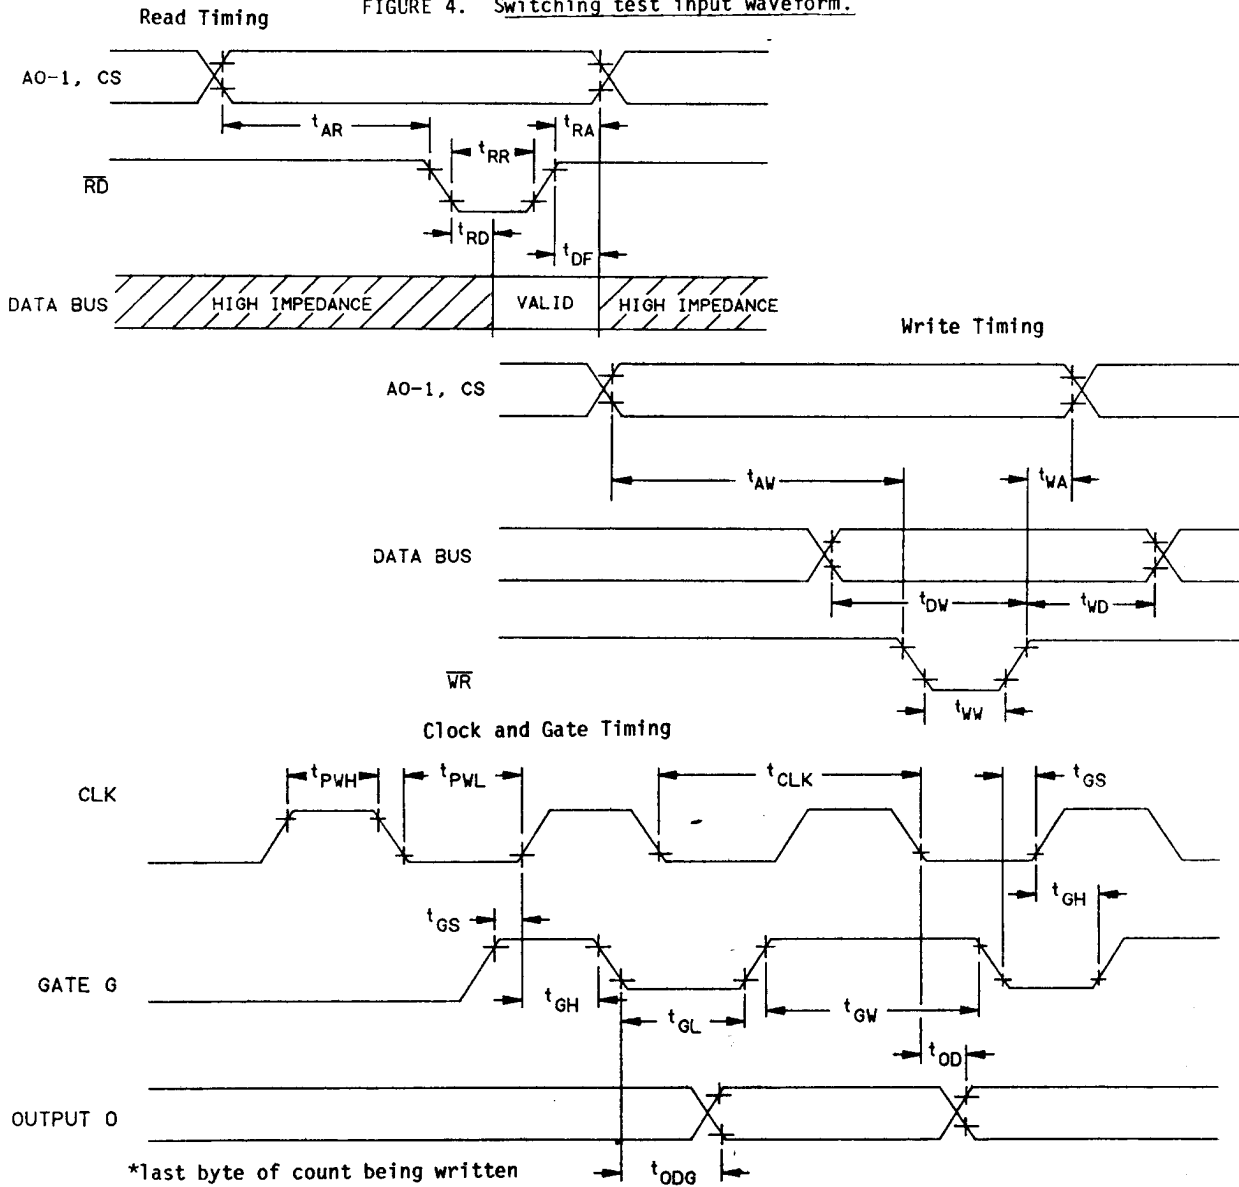 FIGURE 4. Switching test input waveform.
Read Timing
AO-1, CS
tAR
tRA
tRR
RD
tRD
tDF
DATA BUS
HIGH IMPEDANCE
VALID
HIGH IMPEDANCE
Write Timing
AO-1, CS
tAW
tWA
DATA BUS
tDW
tWD
WR
tWW
Clock and Gate Timing
CLK
tPWH
tPWL
tCLK
tGS
tGH
tGS
GATE G
tGH
tGL
tGW
tOD
OUTPUT O
tODG
*last byte of count being written